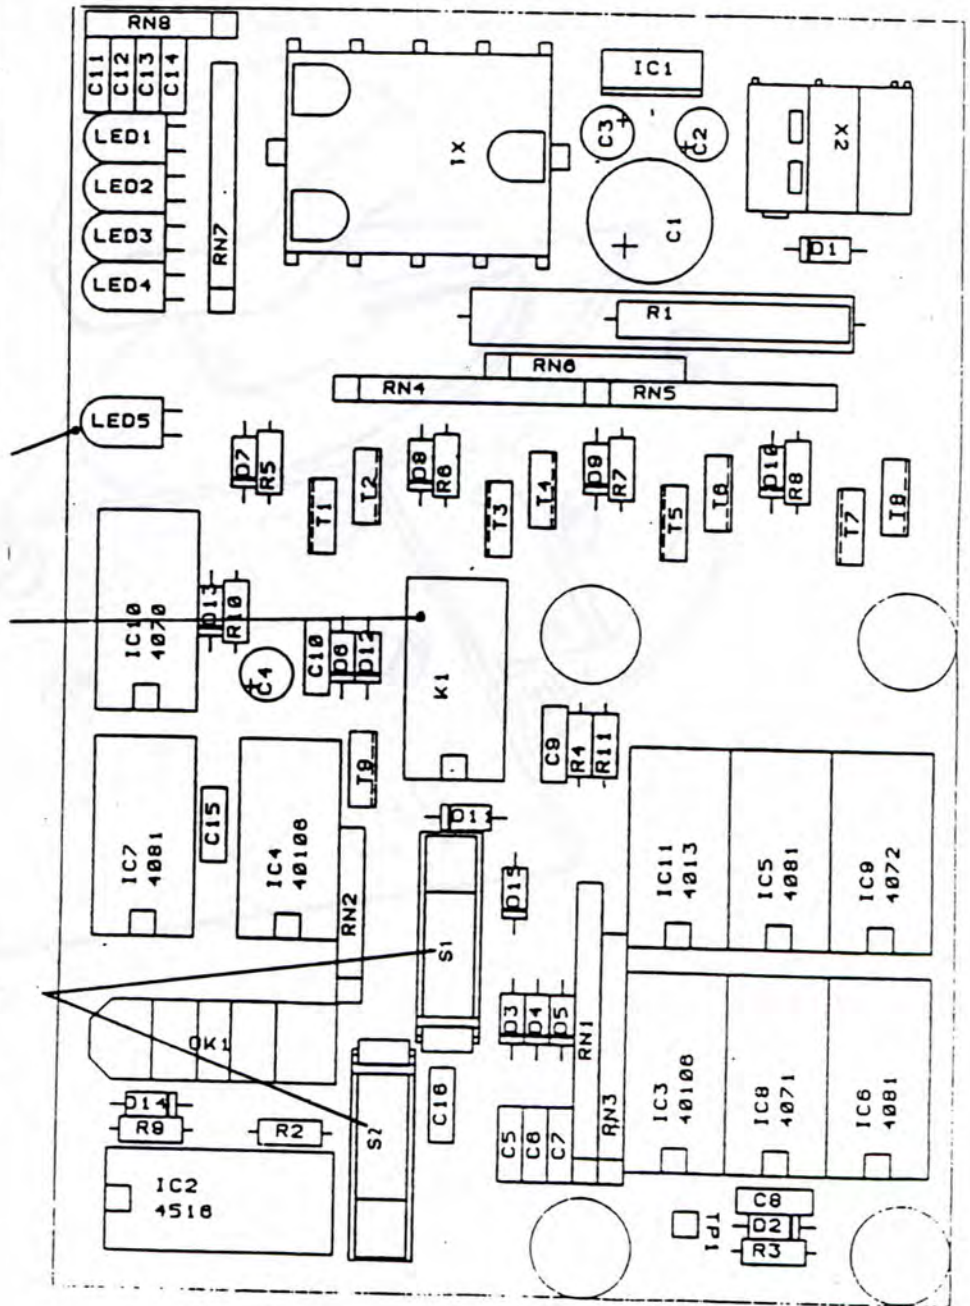 RN8
C11
C12
C13
C14
LED1
LED2
LED3
LED4
RN7
X1
IC1
C3
+
C2
+
C1
+
X2
D1
R1
RN6
RN4
RN5
LED5
D7
R5
T1
T2
D8
R6
T3
T4
D9
R7
T5
T6
D10
R8
T7
T8
IC10
4070
D13
R10
C4
+
C10
D6
D12
K1
C9
R4
R11
T9
IC7
4081
C15
IC4
40106
RN2
D11
S1
D15
IC11
4013
IC5
4081
IC9
4072
OK1
D3
D4
D5
RN1
RN3
IC3
40106
IC8
4071
IC6
4081
D14
R9
R2
S2
C16
C5
C6
C7
IC2
4516
TP1
C8
D2
R3